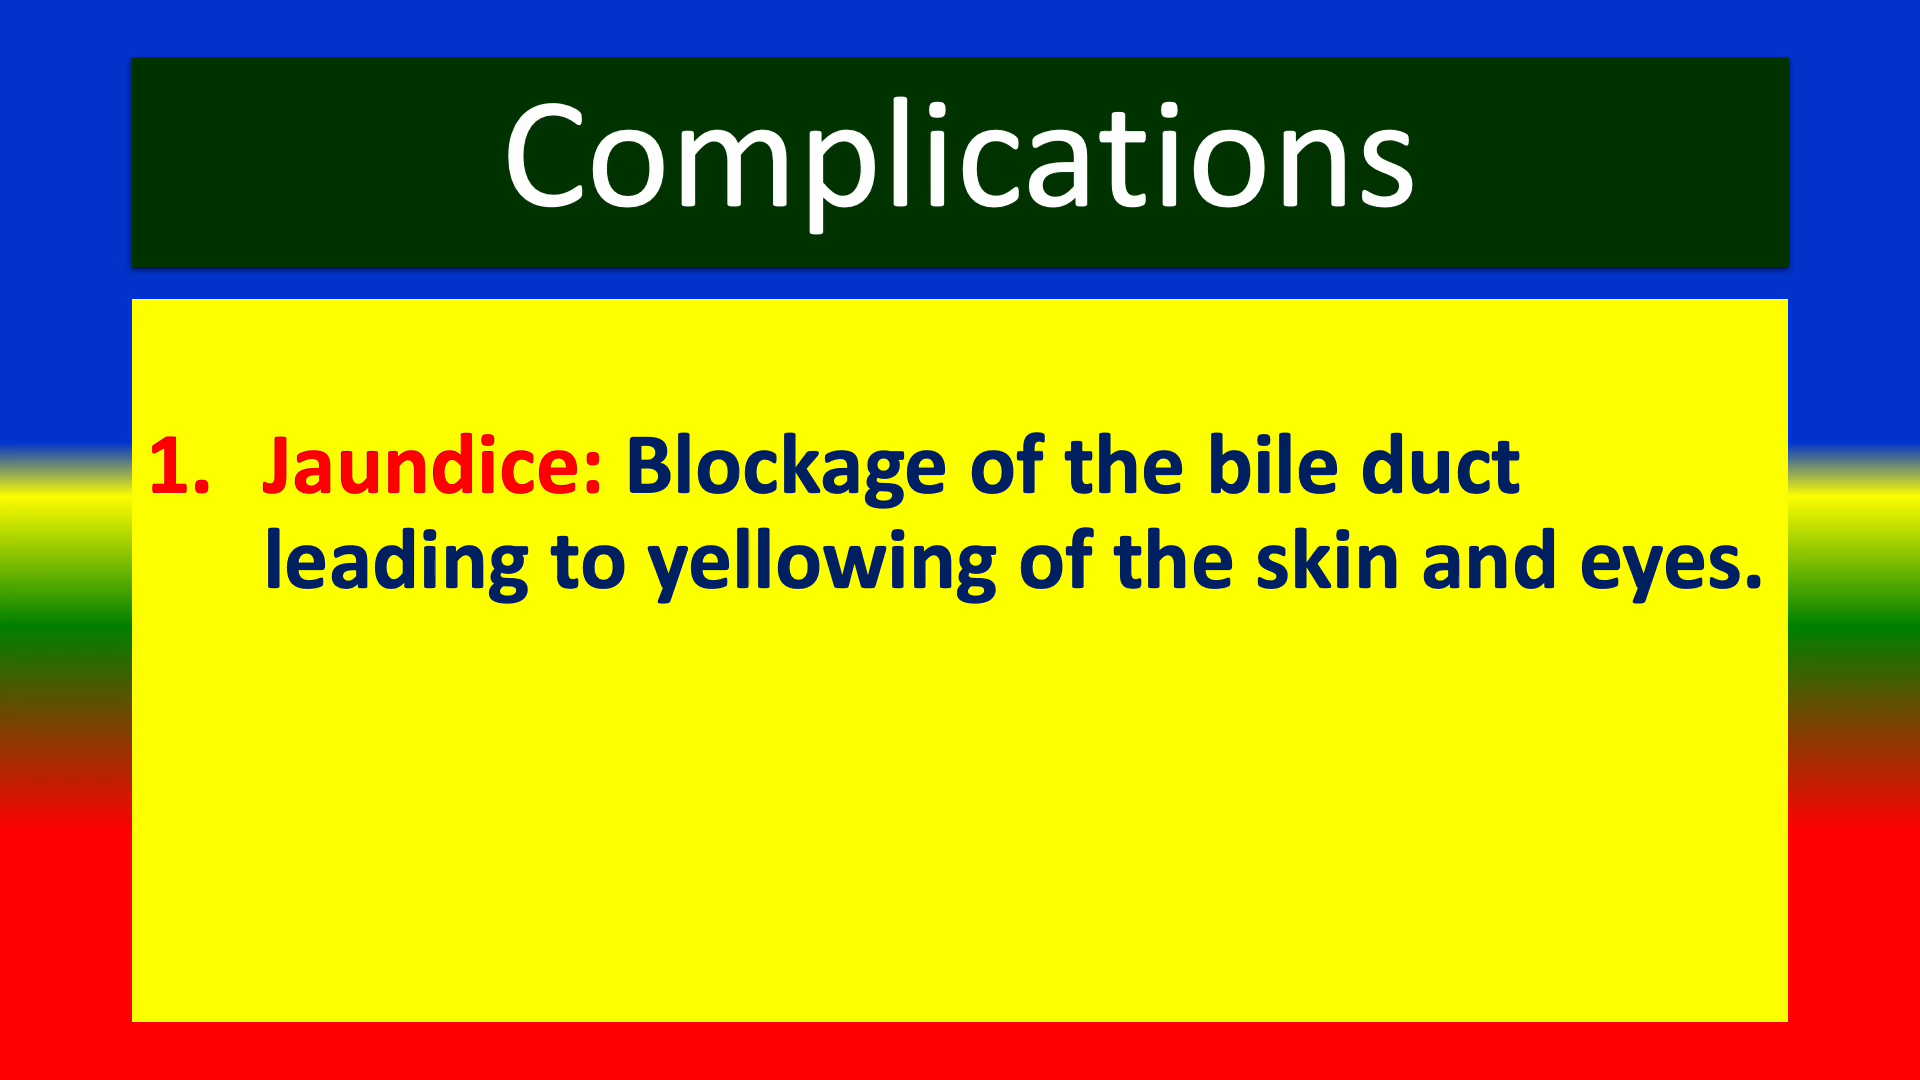 Complications
1. Jaundice: Blockage of the bile duct
leading to yellowing of the skin and eyes.